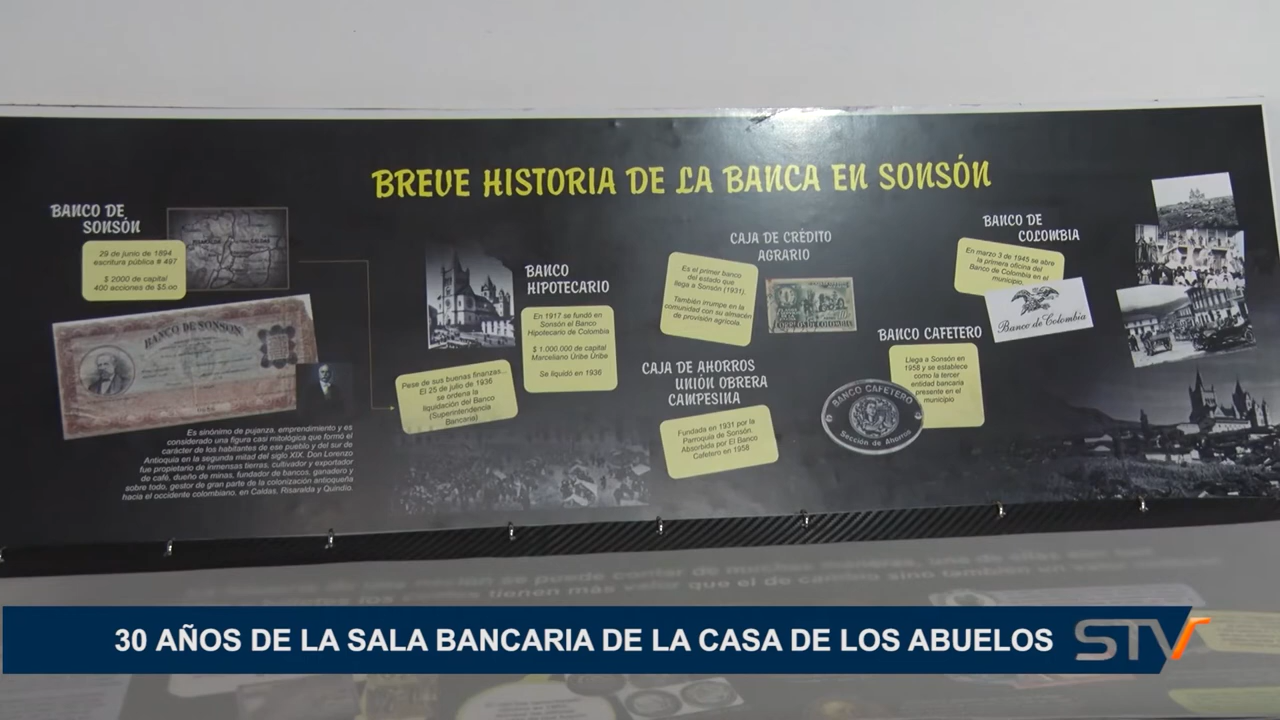 BREVE HISTORIA DE LA BANCA EN SONSÓN
BANCO DE
SONSÓN
29 de junio de 1894
escritura pública # 497
$ 2000 de capital
400 acciones de $5.00
BANCO DE SONSON
Es sinónimo de pujanza, emprendimiento y es
considerado una figura casi mitológica que formó el
carácter de los habitantes de ese pueblo y del sur de
Antioquia en la segunda mitad del siglo XIX. Don Lorenzo
fue propietario de inmensas tierras, cultivador y exportador
de café, dueño de minas, fundador de bancos, ganadero y
sobre todo, gestor de gran parte de la colonización antioqueña
hacia el occidente colombiano, en Caldas, Risaralda y Quindío.
Pese de sus buenas finanzas...
El 25 de julio de 1936
se ordena la
liquidación del Banco
(Superintendencia
Bancaria)
BANCO
HIPOTECARIO
En 1917 se fundó en
Sonsón el Banco
Hipotecario de Colombia
$ 1.000.000 de capital
Marceliano Uribe Uribe
Se liquidó en 1936
CAJA DE CRÉDITO
AGRARIO
Es el primer banco
del estado que
llega a Sonsón (1931).
También irrumpe en la
comunidad con su almacén
de provisión agrícola.
CORREOS DE COLOMBIA
CAJA DE AHORROS
UNIÓN OBRERA
CAMPESINA
Fundada en 1931 por la
Parroquia de Sonsón.
Absorbida por El Banco
Cafetero en 1958
BANCO CAFETERO
Llega a Sonsón en
1958 y se establece
como la tercer
entidad bancaria
presente en el
municipio
BANCO CAFETERO
Sección de Ahorros
BANCO DE
COLOMBIA
En marzo 3 de 1945 se abre
la primera oficina del
Banco de Colombia en el
municipio.
Banco de Colombia
30 AÑOS DE LA SALA BANCARIA DE LA CASA DE LOS ABUELOS
STV